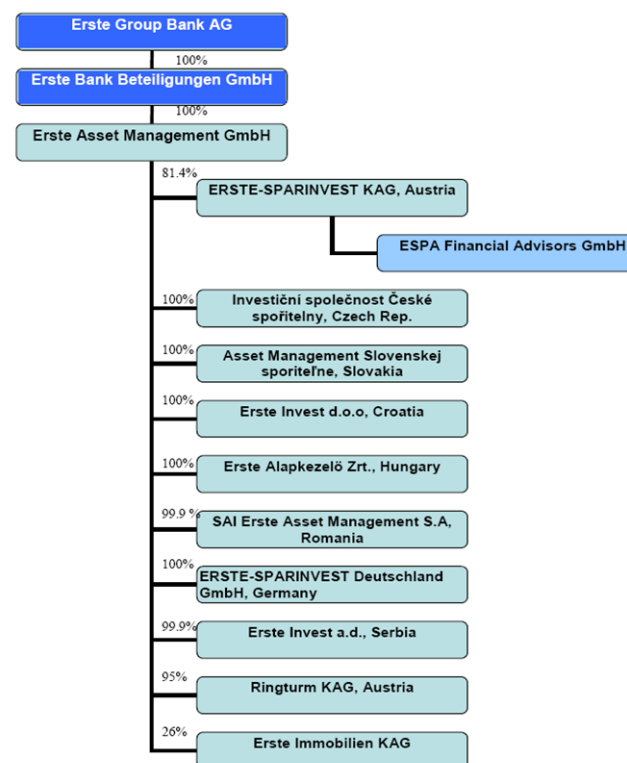 Erste Group Bank AG
100%
Erste Bank Beteiligungen GmbH
100%
Erste Asset Management GmbH
81.4%
ERSTE-SPARINVEST KAG, Austria
ESPA Financial Advisors GmbH
100%
Investiční společnost České
spořitelny, Czech Rep.
100%
Asset Management Slovenskej
sporiteľne, Slovakia
100%
Erste Invest d.o.o, Croatia
100%
Erste Alapkezelö Zrt., Hungary
99.9 %
SAI Erste Asset Management S.A,
Romania
100%
ERSTE-SPARINVEST Deutschland
GmbH, Germany
99.9%
Erste Invest a.d., Serbia
95%
Ringturm KAG, Austria
26%
Erste Immobilien KAG